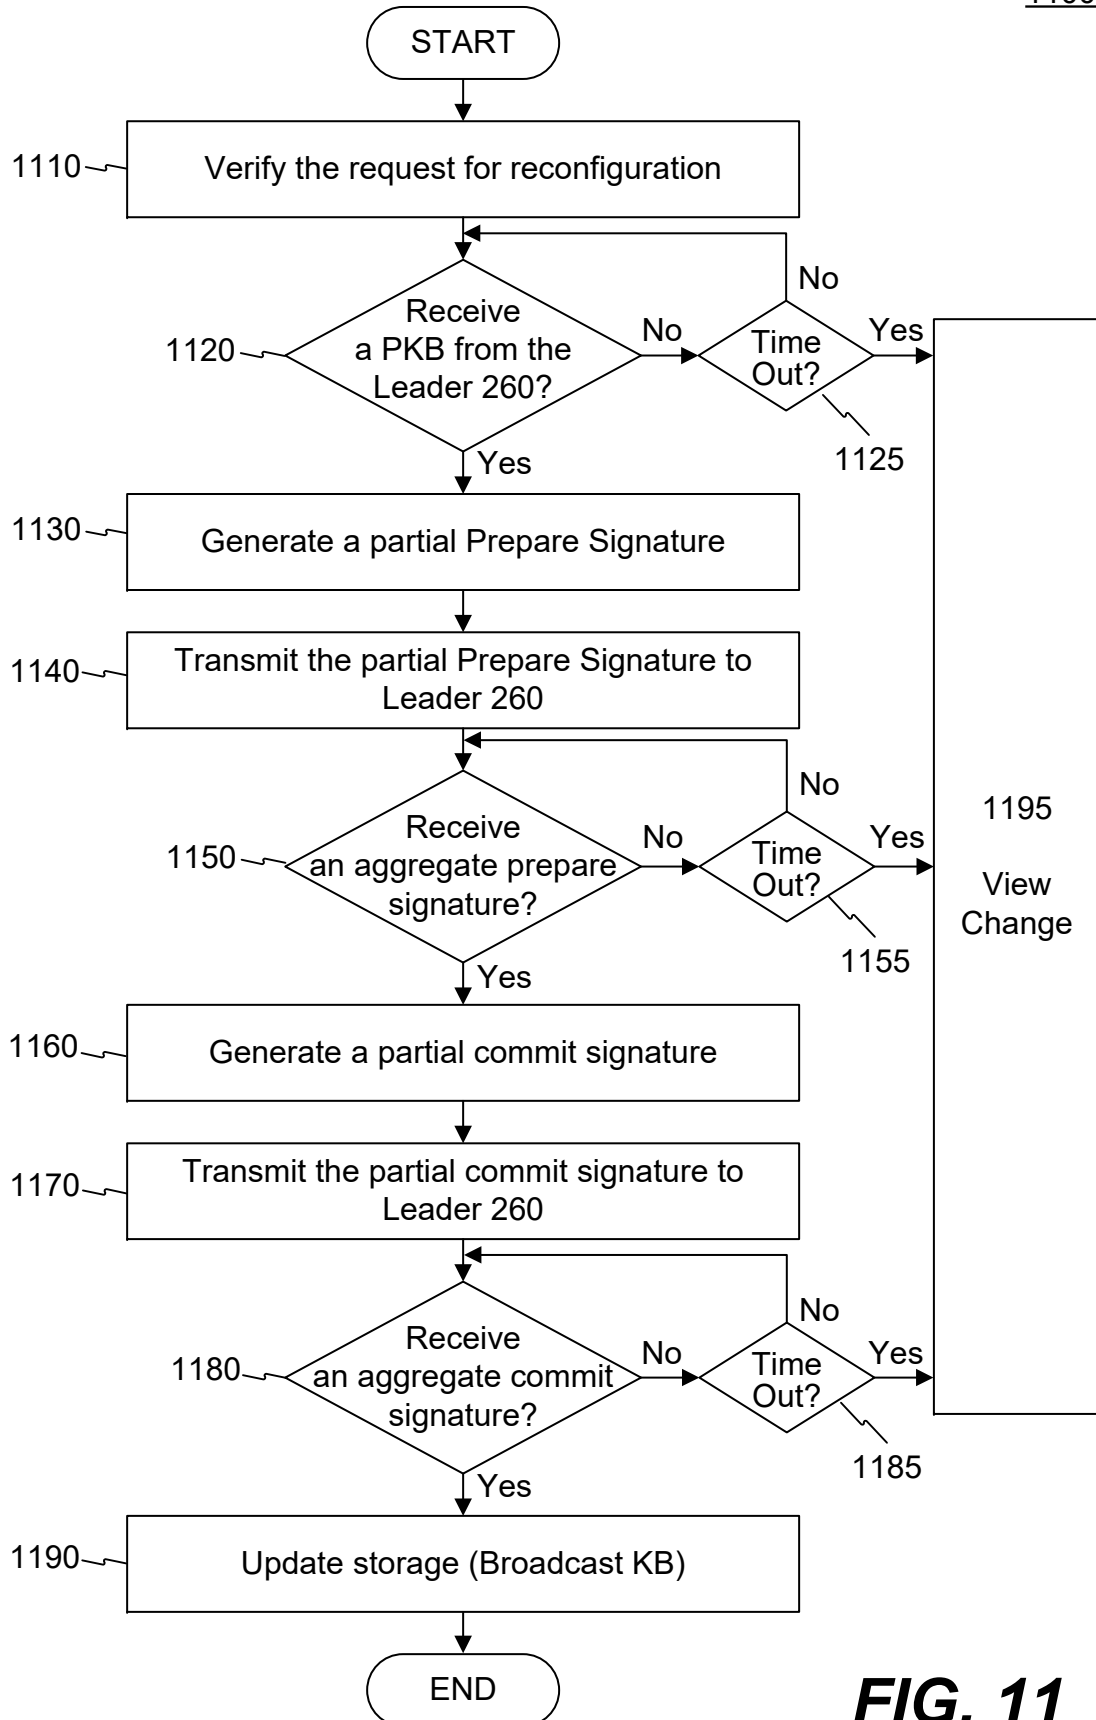 START
1110
Verify the request for reconfiguration
No
1120
Receive
a PKB from the
Leader 260?
No
Time
Out?
Yes
1125
Yes
1130
Generate a partial Prepare Signature
1140
Transmit the partial Prepare Signature to
Leader 260
No
1150
Receive
an aggregate prepare
signature?
No
Time
Out?
Yes
1195
View
Change
1155
Yes
1160
Generate a partial commit signature
1170
Transmit the partial commit signature to
Leader 260
No
1180
Receive
an aggregate commit
signature?
No
Time
Out?
Yes
1185
Yes
1190
Update storage (Broadcast KB)
END
FIG. 11